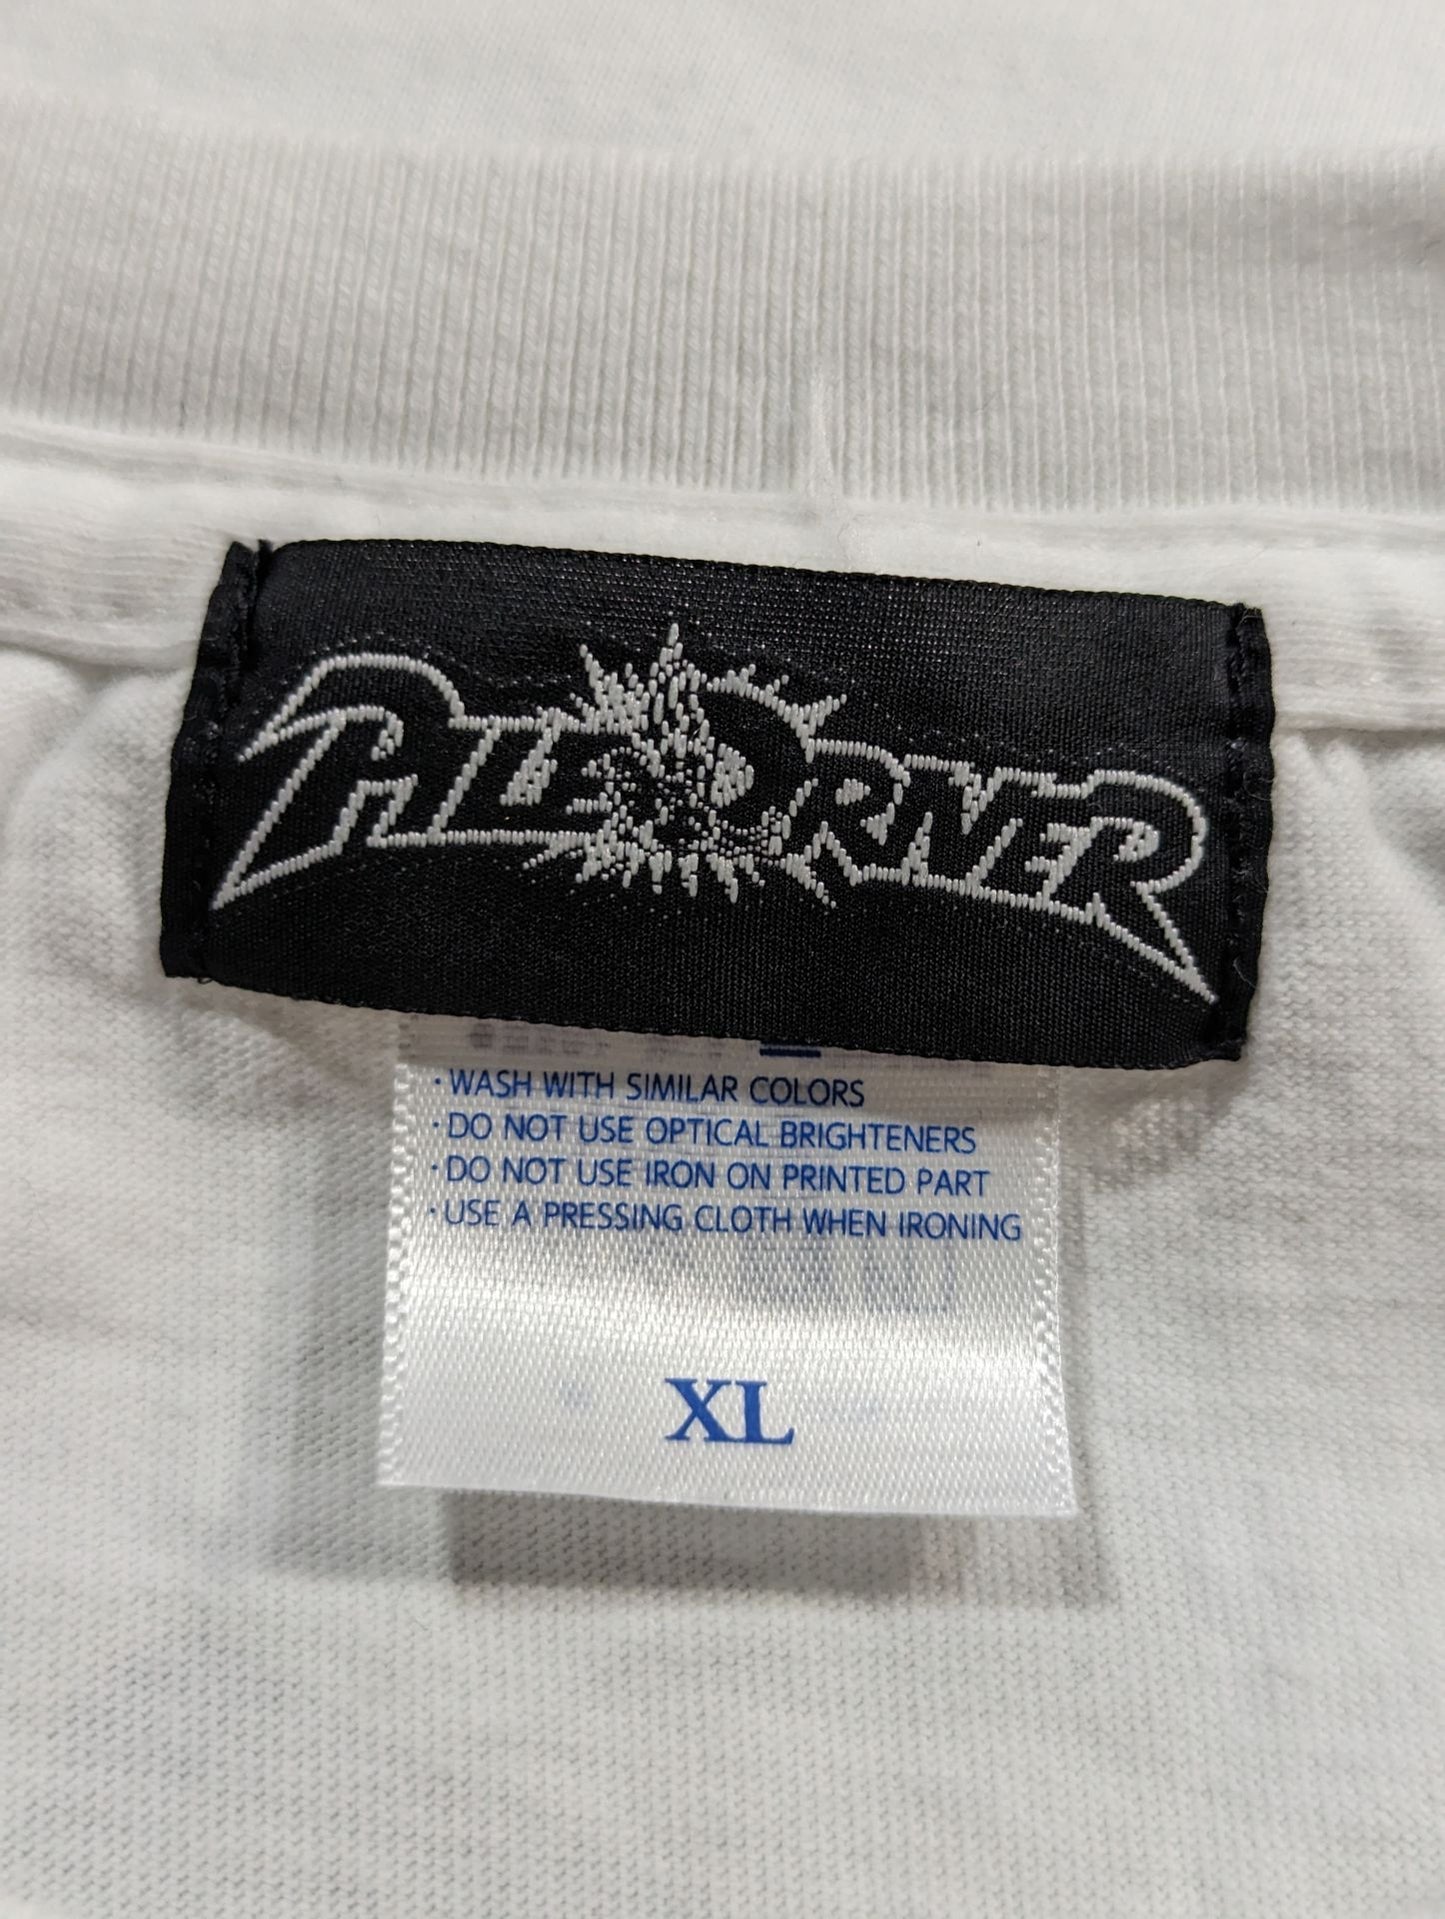 · WASH WITH SIMILAR COLORS
· DO NOT USE OPTICAL BRIGHTENERS
· DO NOT USE IRON ON PRINTED PART
· USE A PRESSING CLOTH WHEN IRONING
XL